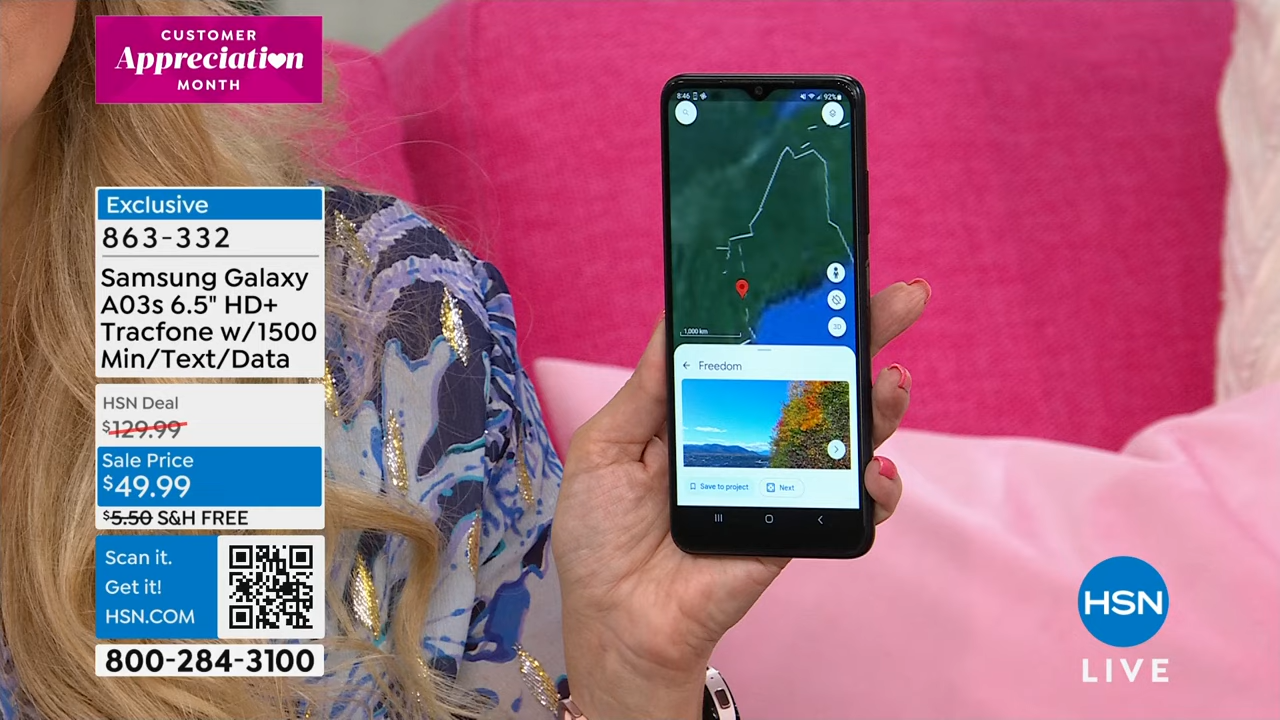 CUSTOMER
Appreciation
MONTH
Exclusive
863-332
Samsung Galaxy
A03s 6.5" HD+
Tracfone w/1500
Min/Text/Data
HSN Deal
$129.99
Sale Price
$49.99
$5.50 S&H FREE
Scan it.
Get it!
HSN.COM
800-284-3100
8:46
92%
1,000 km
3D
Freedom
Save to project
Next
HSN
LIVE